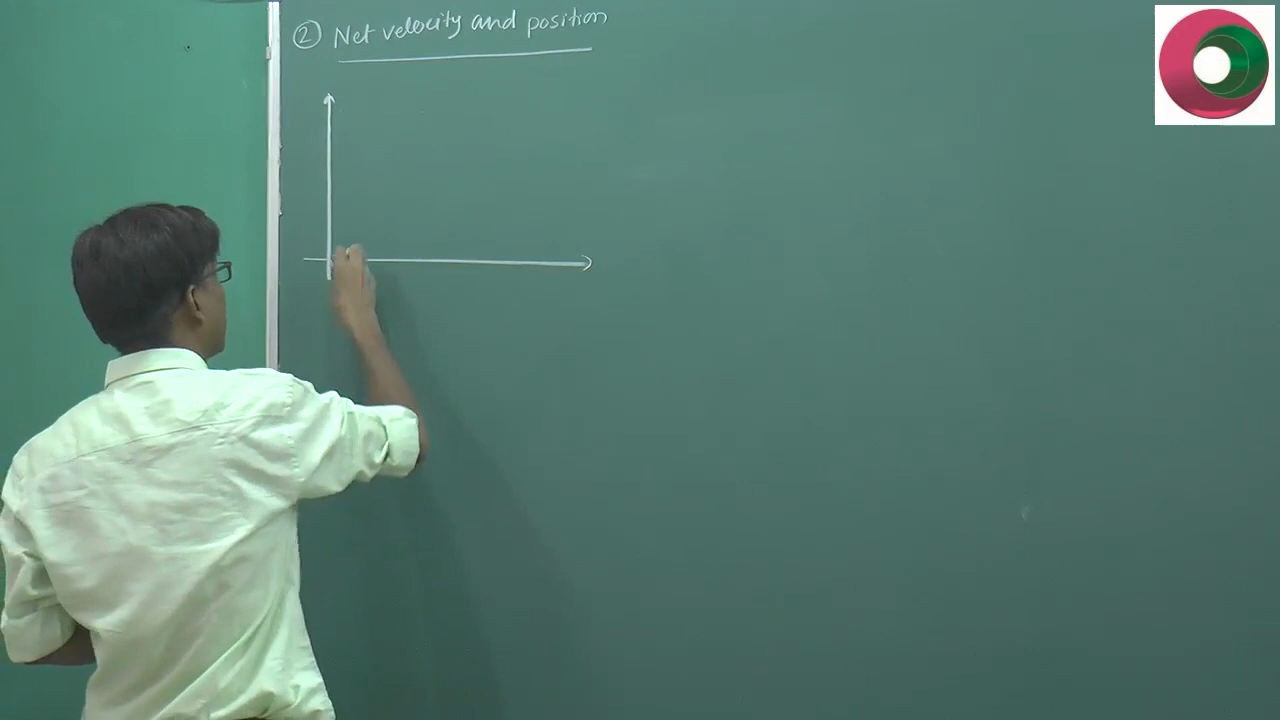 ② Net velocity and position